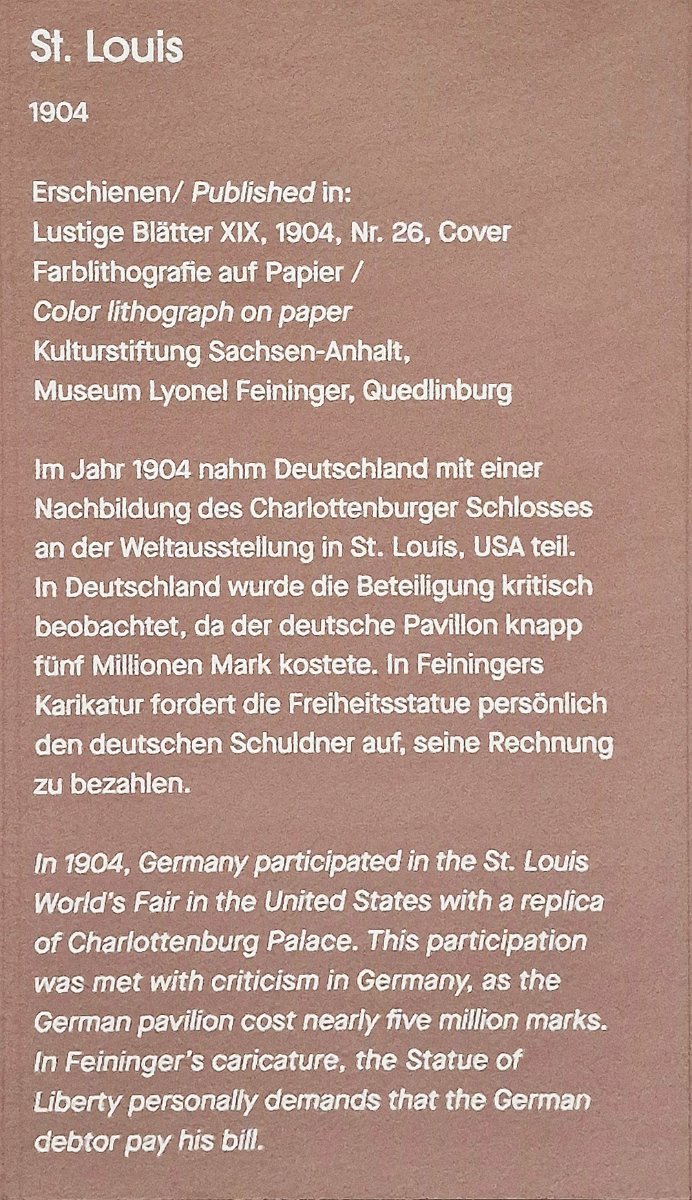 St. Louis
1904
Erschienen/ Published in:
Lustige Blätter XIX, 1904, Nr. 26, Cover
Farblithografie auf Papier /
Color lithograph on paper
Kulturstiftung Sachsen-Anhalt,
Museum Lyonel Feininger, Quedlinburg
Im Jahr 1904 nahm Deutschland mit einer
Nachbildung des Charlottenburger Schlosses
an der Weltausstellung in St. Louis, USA teil.
In Deutschland wurde die Beteiligung kritisch
beobachtet, da der deutsche Pavillon knapp
fünf Millionen Mark kostete. In Feiningers
Karikatur fordert die Freiheitsstatue persönlich
den deutschen Schuldner auf, seine Rechnung
zu bezahlen.
In 1904, Germany participated in the St. Louis
World's Fair in the United States with a replica
of Charlottenburg Palace. This participation
was met with criticism in Germany, as the
German pavilion cost nearly five million marks.
In Feininger's caricature, the Statue of
Liberty personally demands that the German
debtor pay his bill.